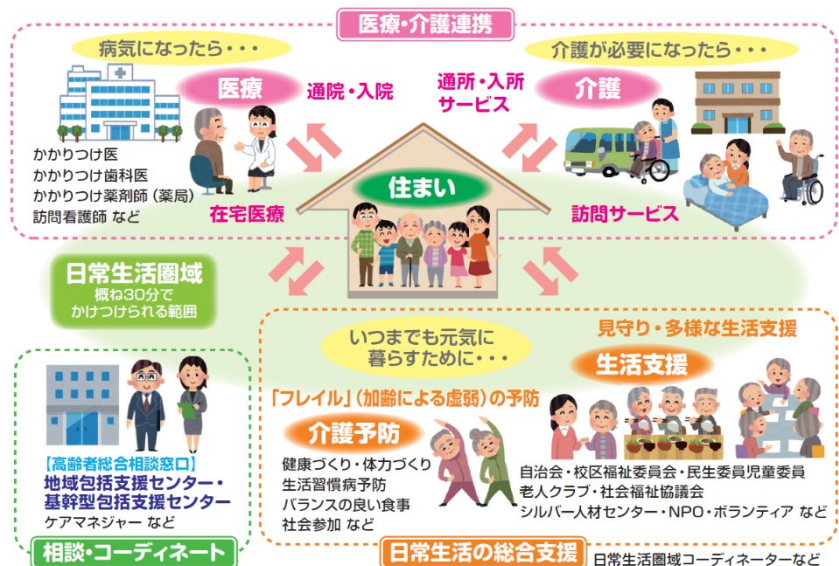 医療・介護連携
病気になったら・・・
医療
通院・入院
かかりつけ医
かかりつけ歯科医
かかりつけ薬剤師（薬局）
訪問看護師 など
在宅医療
介護が必要になったら・・・
通所・入所
サービス
介護
訪問サービス
住まい
日常生活圏域
概ね30分で
かけつけられる範囲
いつまでも元気に
暮らすために・・・
見守り・多様な生活支援
生活支援
「フレイル」（加齢による虚弱）の予防
介護予防
健康づくり・体力づくり
生活習慣病予防
バランスの良い食事
社会参加 など
自治会・校区福祉委員会・民生委員児童委員
老人クラブ・社会福祉協議会
シルバー人材センター・NPO・ボランティア など
【高齢者総合相談窓口】
地域包括支援センター・
基幹型包括支援センター
ケアマネジャー など
相談・コーディネート
日常生活の総合支援
日常生活圏域コーディネーターなど